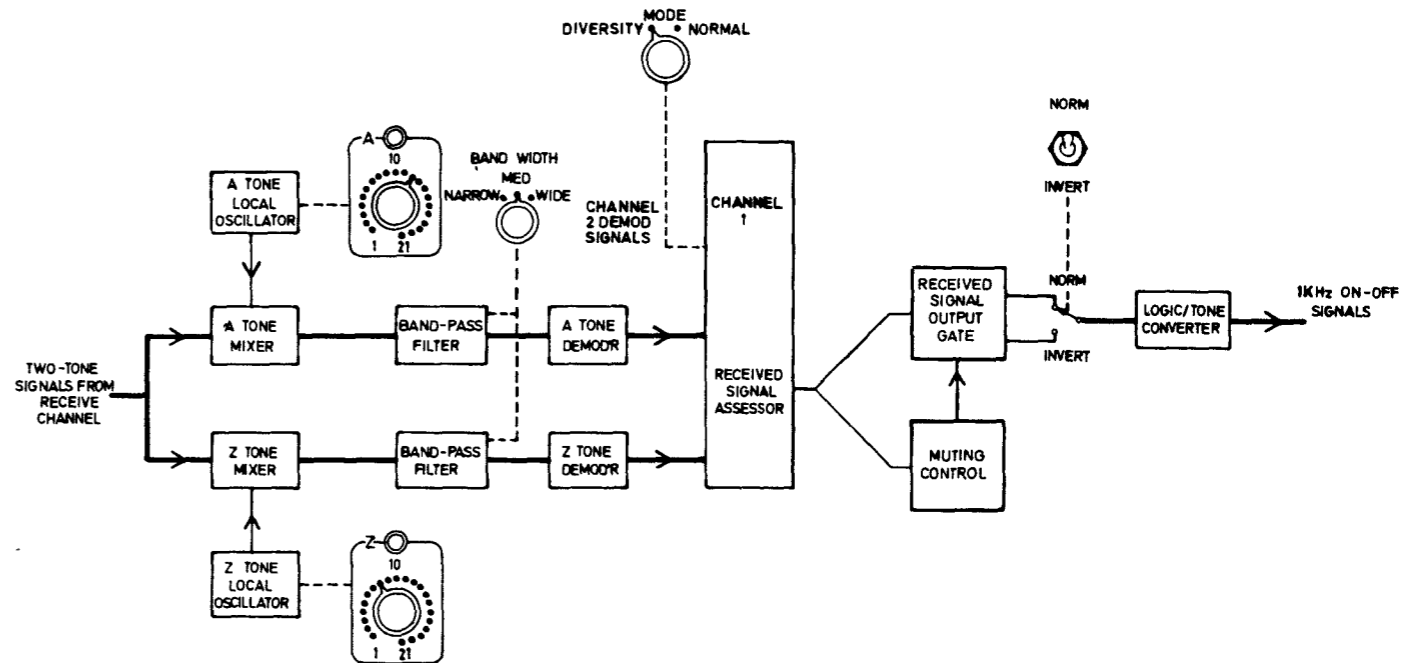 MODE
DIVERSITY NORMAL
NORM
INVERT
A
10
1 21
BAND WIDTH
MED
NARROW WIDE
A TONE
LOCAL
OSCILLATOR
CHANNEL
2 DEMOD
SIGNALS
CHANNEL
1
A TONE
MIXER
BAND-PASS
FILTER
A TONE
DEMOD'R
RECEIVED
SIGNAL
OUTPUT
GATE
NORM
INVERT
LOGIC/TONE
CONVERTER
1KHz ON-OFF
SIGNALS
TWO-TONE
SIGNALS FROM
RECEIVE
CHANNEL
RECEIVED
SIGNAL
ASSESSOR
Z TONE
MIXER
BAND-PASS
FILTER
Z TONE
DEMOD'R
MUTING
CONTROL
Z TONE
LOCAL
OSCILLATOR
Z
10
1 21